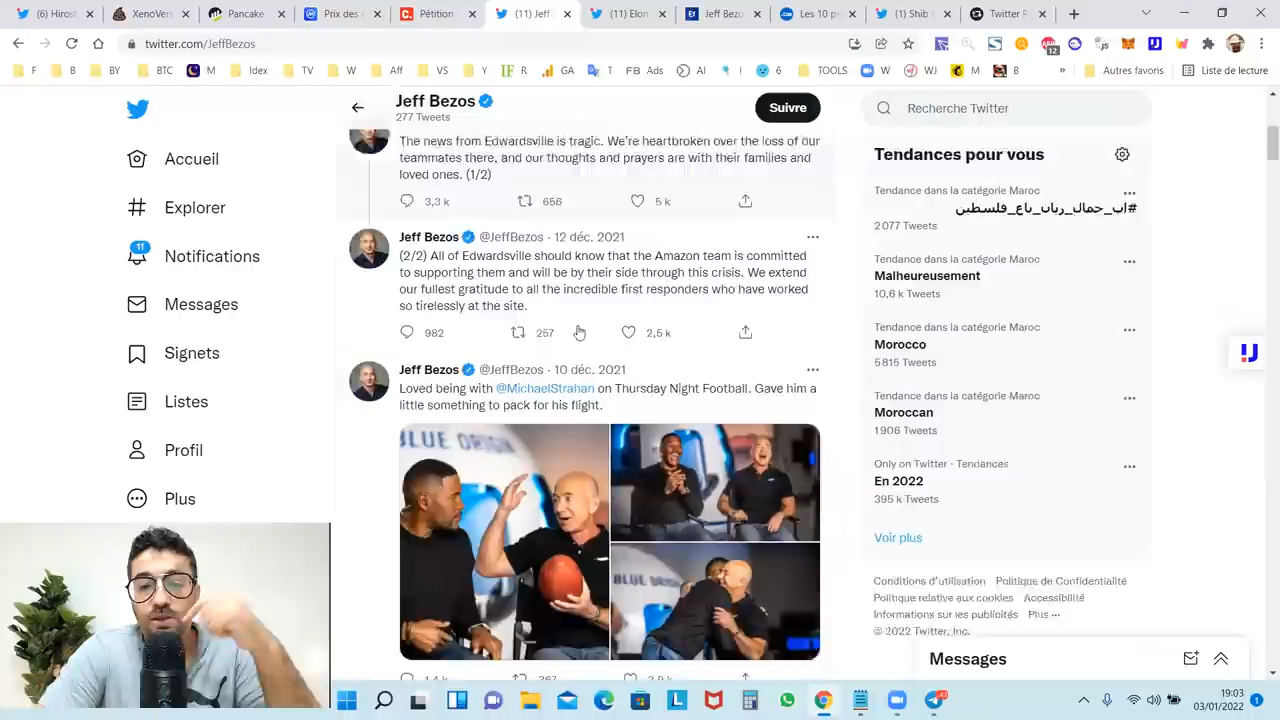 (6) Hirosl
XenoVers
Pancake
Prix des c
Pétition
(11) Jeff
(11) Elon
Jeff Bezo
Les 10 pe
(1) Shib
Twitter P
twitter.com/JeffBezos
12
F
B
BY
BTC
M
Idex
TV
W
Aff
VS
Y
R
GA
T
FB Ads
AI
I
6
TOOLS
W
WJ
M
B
»
Autres favoris
Liste de lecture
Jeff Bezos
277 Tweets
Suivre
Recherche Twitter
Accueil
Explorer
11
Notifications
Messages
Signets
Listes
Profil
Plus
The news from Edwardsville is tragic. We're heartbroken over the loss of our
teammates there, and our thoughts and prayers are with their families and
loved ones. (1/2)
3,3 k
656
5 k
Jeff Bezos @JeffBezos · 12 déc. 2021
(2/2) All of Edwardsville should know that the Amazon team is committed
to supporting them and will be by their side through this crisis. We extend
our fullest gratitude to all the incredible first responders who have worked
so tirelessly at the site.
982
257
2,5 k
Jeff Bezos @JeffBezos · 10 déc. 2021
Loved being with @MichaelStrahan on Thursday Night Football. Gave him a
little something to pack for his flight.
BLUE ORIGI
BLUE ORIGIN
Tendances pour vous
Tendance dans la catégorie Maroc
2 077 Tweets
Tendance dans la catégorie Maroc
Malheureusement
10,6 k Tweets
Tendance dans la catégorie Maroc
Morocco
5 815 Tweets
Tendance dans la catégorie Maroc
Moroccan
1 906 Tweets
Only on Twitter · Tendances
En 2022
395 k Tweets
Voir plus
Conditions d'utilisation Politique de Confidentialité
Politique relative aux cookies Accessibilité
Informations sur les publicités Plus ···
© 2022 Twitter, Inc.
Messages
19:03
03/01/2022